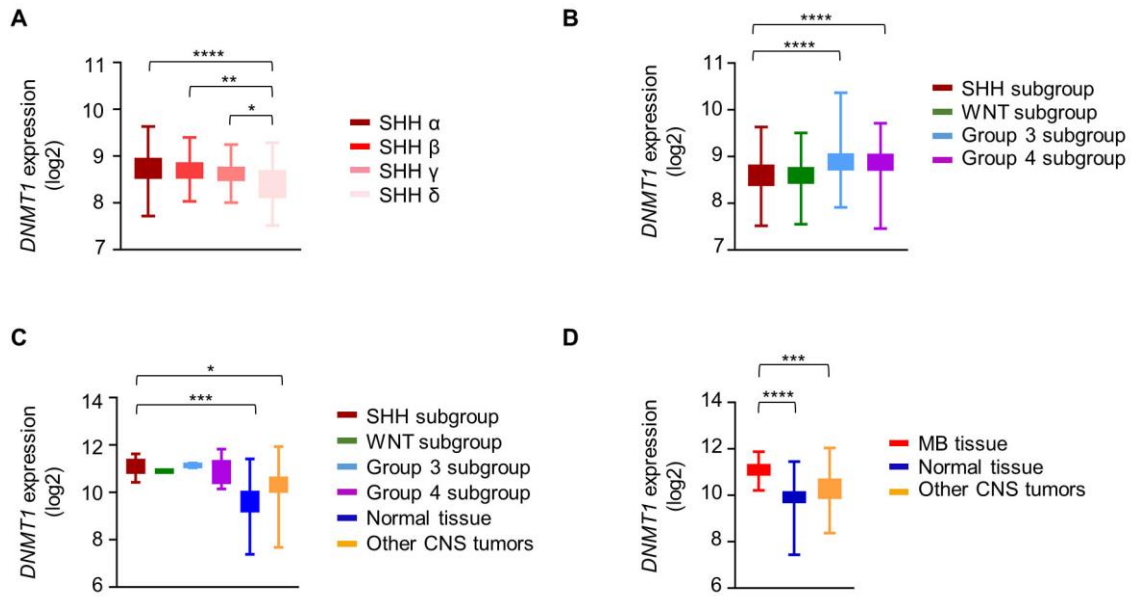 A
****
**
*
11
10
9
8
7
DNMT1 expression
(log2)
SHH α
SHH β
SHH γ
SHH δ
B
****
****
11
10
9
8
7
DNMT1 expression
(log2)
SHH subgroup
WNT subgroup
Group 3 subgroup
Group 4 subgroup
C
*
***
14
12
10
8
6
DNMT1 expression
(log2)
SHH subgroup
WNT subgroup
Group 3 subgroup
Group 4 subgroup
Normal tissue
Other CNS tumors
D
***
****
14
12
10
8
6
DNMT1 expression
(log2)
MB tissue
Normal tissue
Other CNS tumors